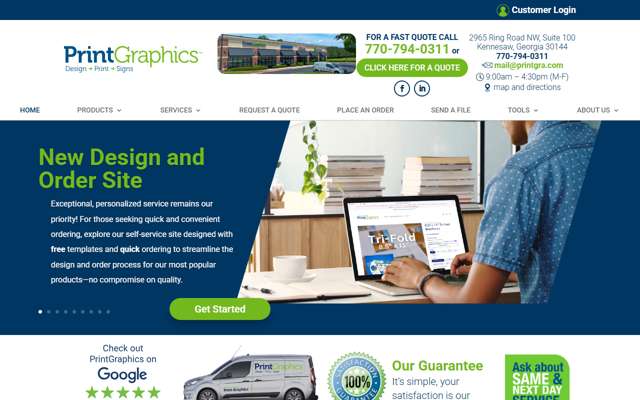 Customer Login
PrintGraphics
Design + Print + Signs
FOR A FAST QUOTE CALL
770-794-0311 or
CLICK HERE FOR A QUOTE
2965 Ring Road NW, Suite 100
Kennesaw, Georgia 30144
770-794-0311
mail@printgra.com
9:00am – 4:30pm (M-F)
map and directions
HOME
PRODUCTS
SERVICES
REQUEST A QUOTE
PLACE AN ORDER
SEND A FILE
TOOLS
ABOUT US
New Design and
Order Site
Exceptional, personalized service remains our
priority! For those seeking quick and convenient
ordering, explore our self-service site designed with
free templates and quick ordering to streamline the
design and order process for our most popular
products—no compromise on quality.
Get Started
PrintGraphics
Tri-Fold
Check out
PrintGraphics on
Google
PrintGraphics
SATISFACTION
100%
Our Guarantee
It's simple, your
satisfaction is our
Ask about
SAME &
NEXT DAY
SERVICE